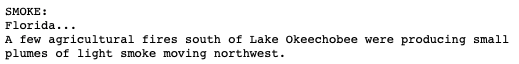 SMOKE:
Florida...
A few agricultural fires south of Lake Okeechobee were producing small
plumes of light smoke moving northwest.